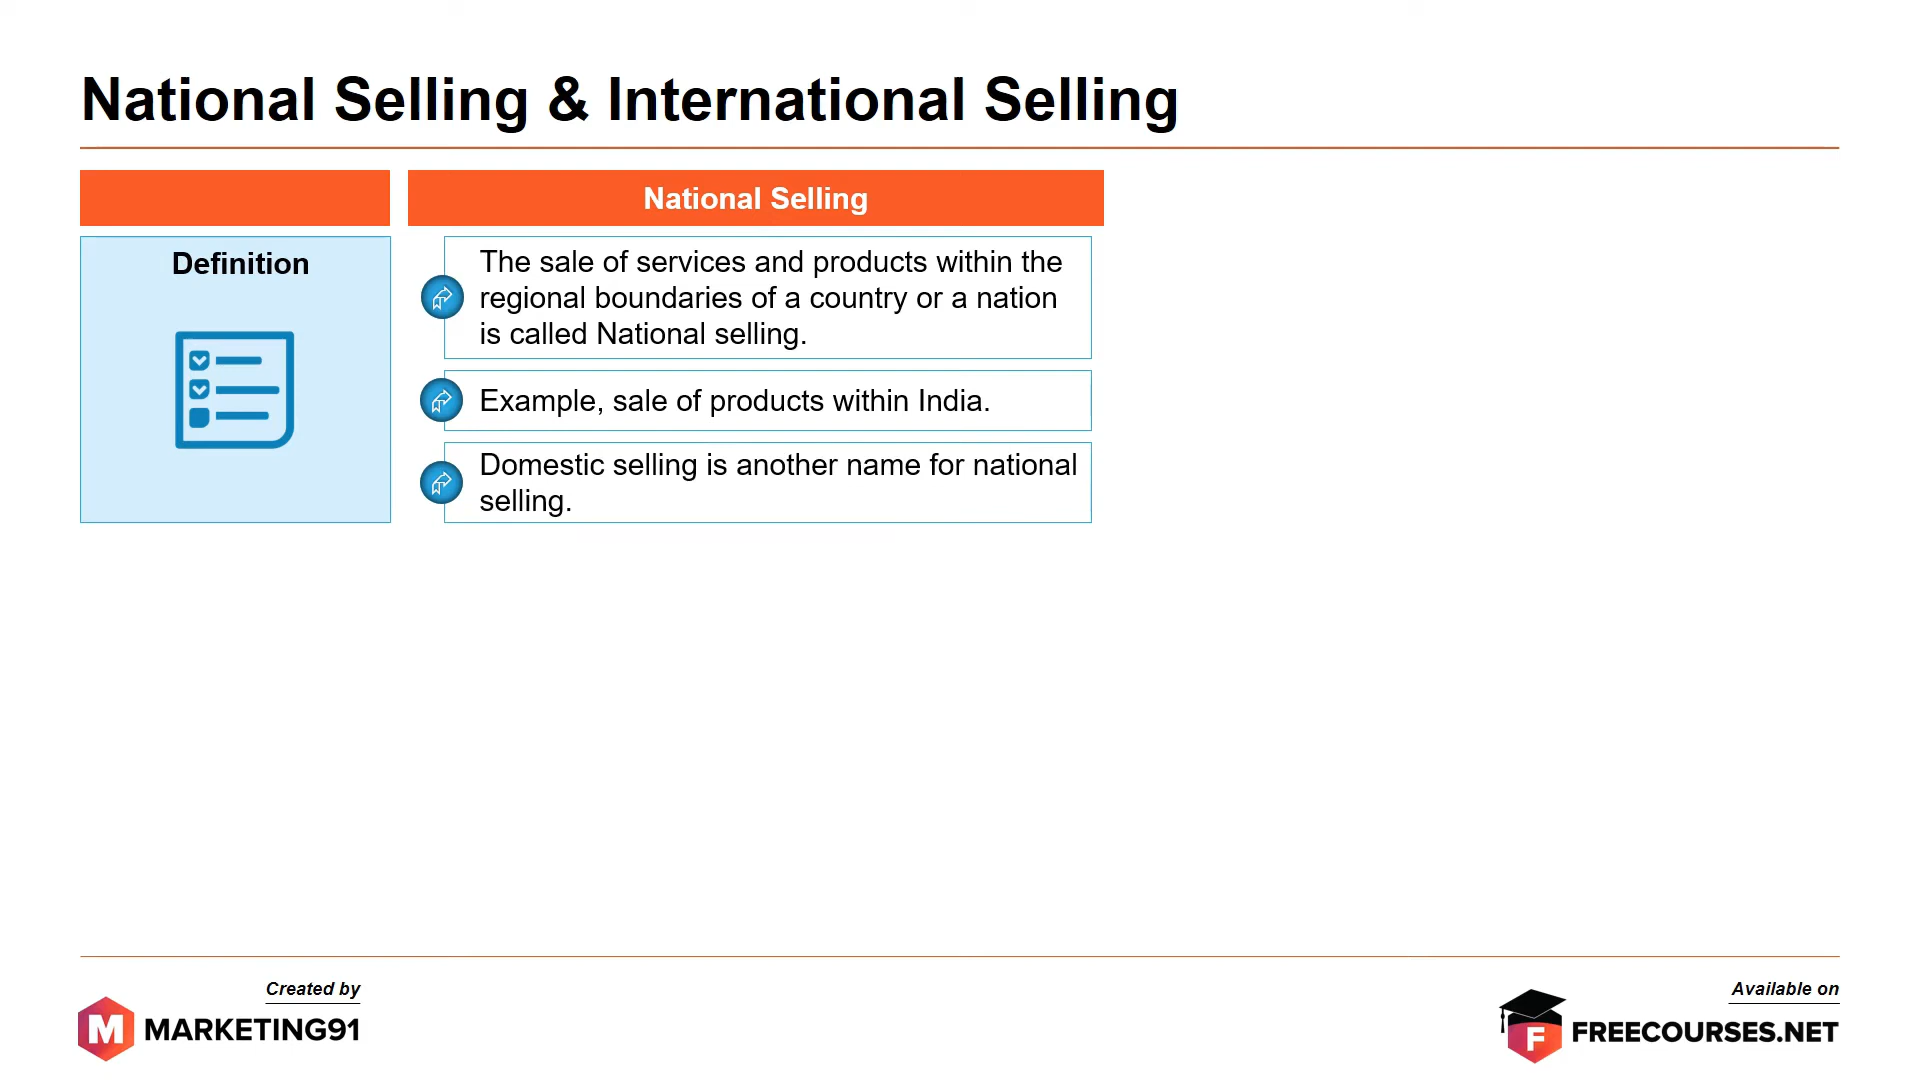 National Selling & International Selling
National Selling
Definition
The sale of services and products within the
regional boundaries of a country or a nation
is called National selling.
Example, sale of products within India.
Domestic selling is another name for national
selling.
Created by
M MARKETING91
Available on
F FREECOURSES.NET